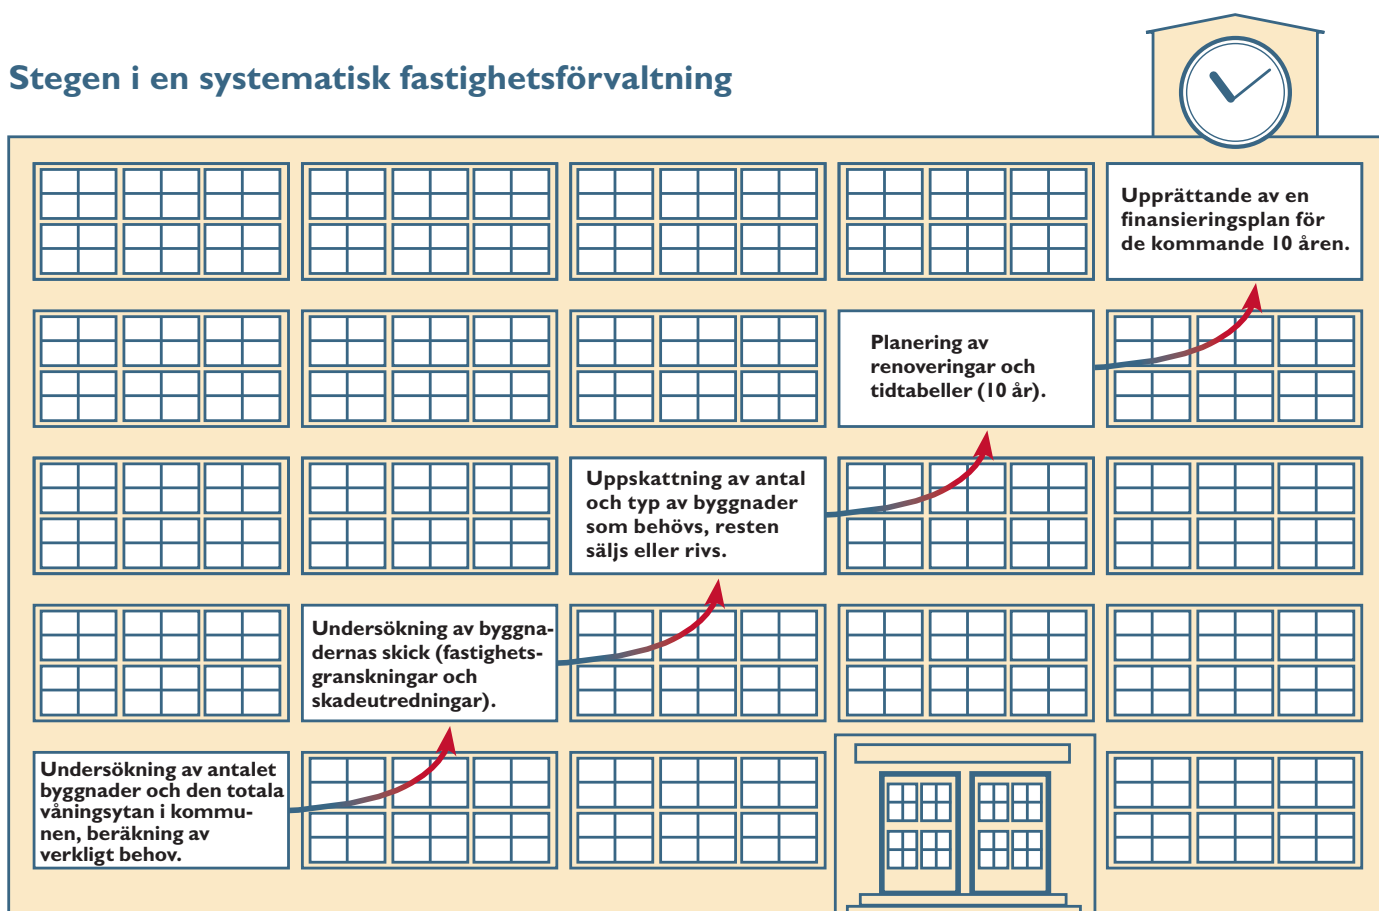 Stegen i en systematisk fastighetsförvaltning
Upprättande av en
finansieringsplan för
de kommande 10 åren.
Planering av
renoveringar och
tidtabeller (10 år).
Uppskattning av antal
och typ av byggnader
som behövs, resten
säljs eller rivs.
Undersökning av byggna-
dernas skick (fastighets-
granskningar och
skadeutredningar).
Undersökning av antalet
byggnader och den totala
våningsytan i kommu-
nen, beräkning av
verkligt behov.